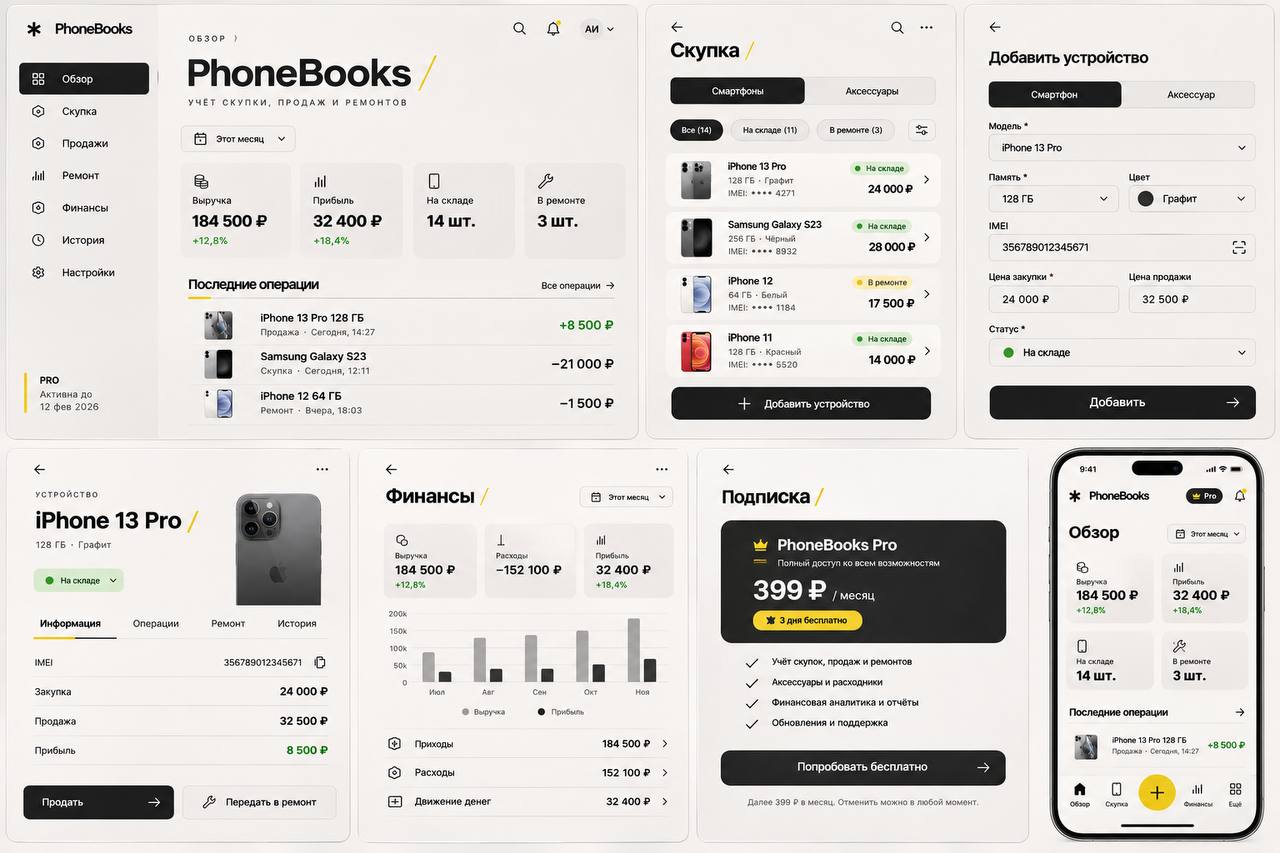 PhoneBooks
Обзор
Скупка
Продажи
Ремонт
Финансы
История
Настройки
PRO
Активна до
12 фев 2026
ОБЗОР
АИ
PhoneBooks /
УЧЁТ СКУПКИ, ПРОДАЖ И РЕМОНТОВ
Этот месяц
Выручка
184 500 ₽
+12,8%
Прибыль
32 400 ₽
+18,4%
На складе
14 шт.
В ремонте
3 шт.
Последние операции
Все операции →
iPhone 13 Pro 128 ГБ
Продажа · Сегодня, 14:27
+8 500 ₽
Samsung Galaxy S23
Скупка · Сегодня, 12:11
−21 000 ₽
iPhone 12 64 ГБ
Ремонт · Вчера, 18:03
−1 500 ₽
Скупка /
Смартфоны
Аксессуары
Все (14)
На складе (11)
В ремонте (3)
iPhone 13 Pro
128 ГБ · Графит
IMEI: •••• 4271
На складе
24 000 ₽
Samsung Galaxy S23
256 ГБ · Чёрный
IMEI: •••• 8932
На складе
28 000 ₽
iPhone 12
64 ГБ · Белый
IMEI: •••• 1184
В ремонте
17 500 ₽
iPhone 11
128 ГБ · Красный
IMEI: •••• 5520
На складе
14 000 ₽
+ Добавить устройство
Добавить устройство
Смартфон
Аксессуар
Модель *
iPhone 13 Pro
Память *
128 ГБ
Цвет
Графит
IMEI
356789012345671
Цена закупки *
24 000 ₽
Цена продажи
32 500 ₽
Статус *
На складе
Добавить →
УСТРОЙСТВО
iPhone 13 Pro /
128 ГБ · Графит
На складе
Информация
Операции
Ремонт
История
IMEI
356789012345671
Закупка
24 000 ₽
Продажа
32 500 ₽
Прибыль
8 500 ₽
Продать →
Передать в ремонт
Финансы /
Этот месяц
Выручка
184 500 ₽
+12,8%
Расходы
−152 100 ₽
Прибыль
32 400 ₽
+18,4%
200k
150k
100k
50k
0
Июл
Авг
Сен
Окт
Ноя
Выручка
Прибыль
Приходы
184 500 ₽
Расходы
152 100 ₽
Движение денег
32 400 ₽
Подписка /
PhoneBooks Pro
Полный доступ ко всем возможностям
399 ₽ / месяц
3 дня бесплатно
Учёт скупок, продаж и ремонтов
Аксессуары и расходники
Финансовая аналитика и отчёты
Обновления и поддержка
Попробовать бесплатно →
Далее 399 ₽ в месяц. Отменить можно в любой момент.
9:41
PhoneBooks
Pro
Обзор
Этот месяц
Выручка
184 500 ₽
+12,8%
Прибыль
32 400 ₽
+18,4%
На складе
14 шт.
В ремонте
3 шт.
Последние операции →
iPhone 13 Pro 128 ГБ
Продажа · Сегодня, 14:27
+8 500 ₽
Обзор
Скупка
Финансы
Ещё